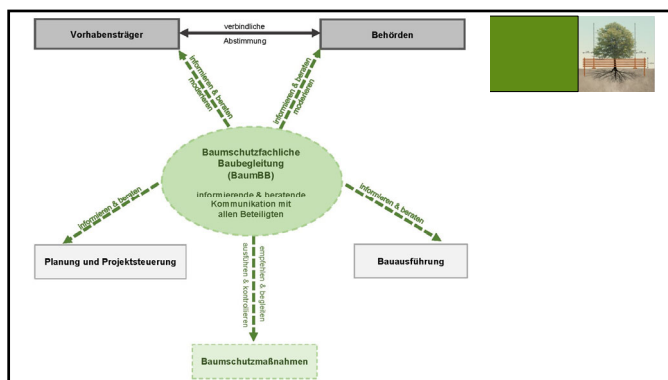 verbindliche
Vorhabensträger
Behörden
Abstimmung
informieren & beraten
moderieren
informieren & beraten
moderieren
Baumschutzfachliche
Baubegleitung
(BaumBB)
informierende & beratende
Kommunikation mit
allen Beteiligten
informieren & beraten
informieren & beraten
Planung und Projektsteuerung
Bauausführung
empfehlen & begleiten
ausführen & kontrollieren
Baumschutzmaßnahmen